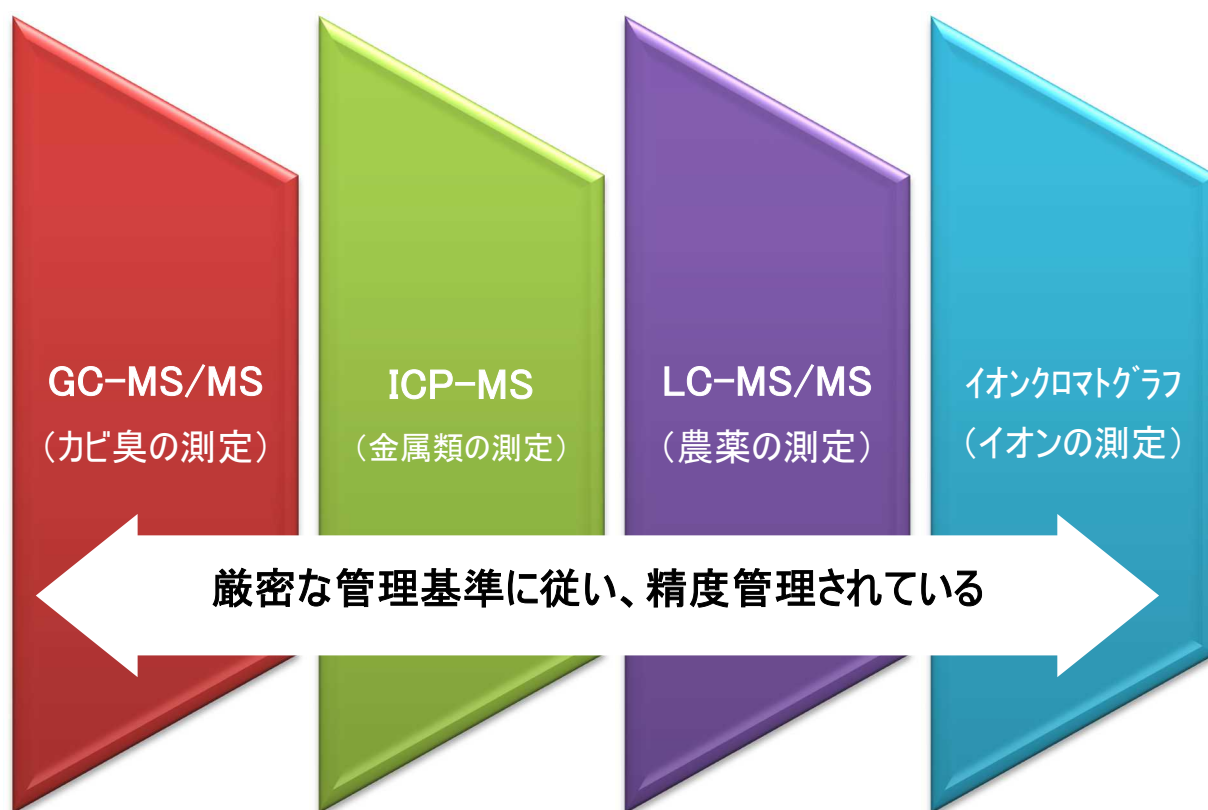 GC-MS/MS
（カビ臭の測定）
ICP-MS
（金属類の測定）
LC-MS/MS
（農薬の測定）
ｲｵﾝｸﾛﾏﾄｸﾞﾗﾌ
（イオンの測定）
厳密な管理基準に従い、精度管理されている